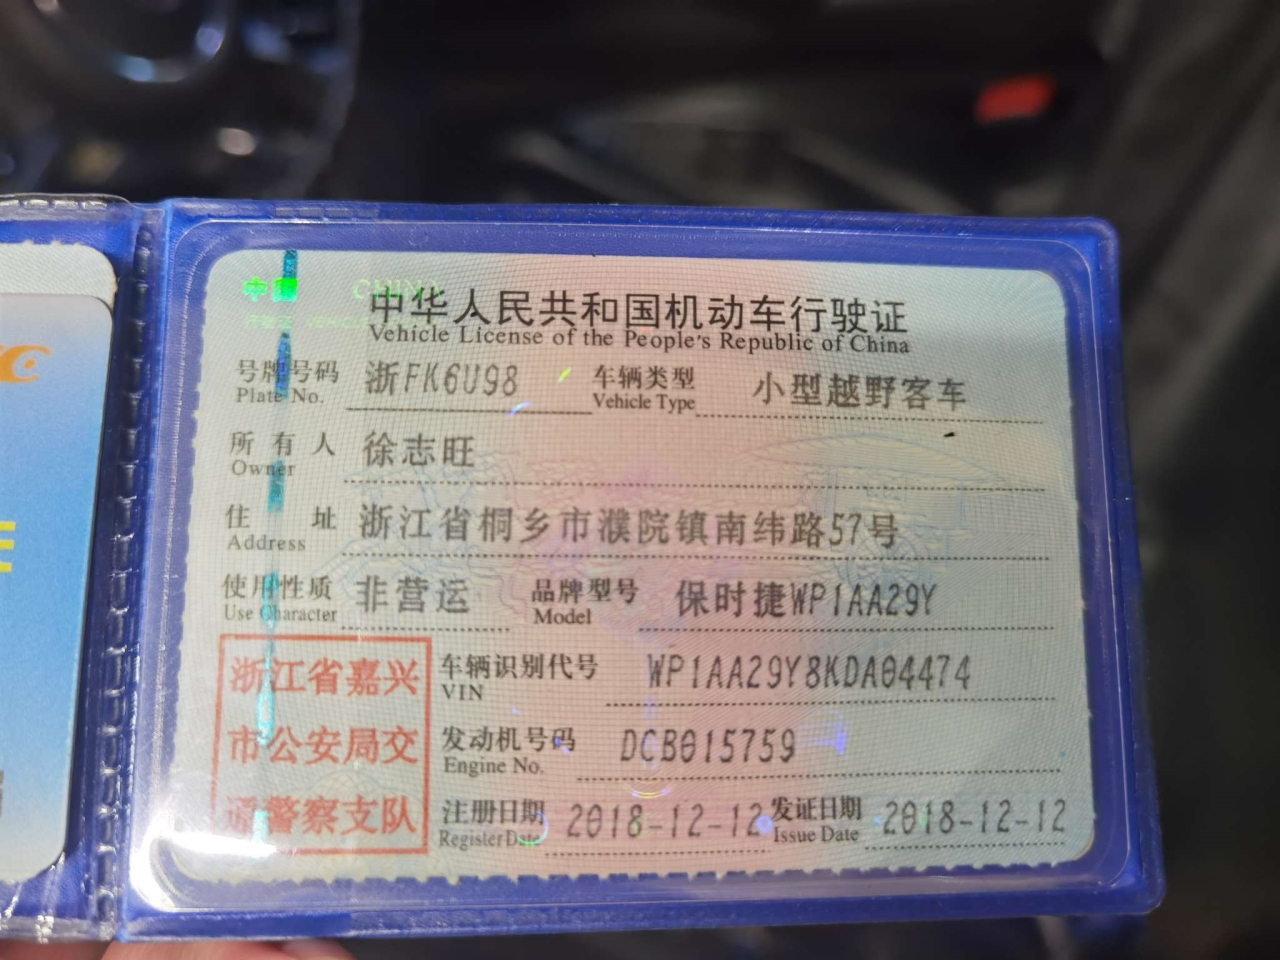 中国 CHINA
中华人民共和国机动车行驶证
Vehicle License of the People's Republic of China
号牌号码 浙FK6U98 车辆类型 小型越野客车
Plate No. Vehicle Type
所有人 徐志旺
Owner
住址 浙江省桐乡市濮院镇南纬路57号
Address
使用性质 非营运 品牌型号 保时捷WP1AA29Y
Use Character Model
浙江省嘉兴
市公安局交
通警察支队
车辆识别代号 WP1AA29Y8KDA04474
VIN
发动机号码 DCB015759
Engine No.
注册日期 2018-12-12 发证日期 2018-12-12
Register Date Issue Date